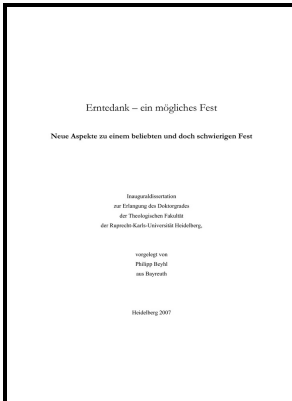 Erntedank – ein mögliches Fest
Neue Aspekte zu einem beliebten und doch schwierigen Fest
Inauguraldissertation
zur Erlangung des Doktorgrades
der Theologischen Fakultät
der Ruprecht-Karls-Universität Heidelberg,
vorgelegt von
Philipp Beyhl
aus Bayreuth
Heidelberg 2007